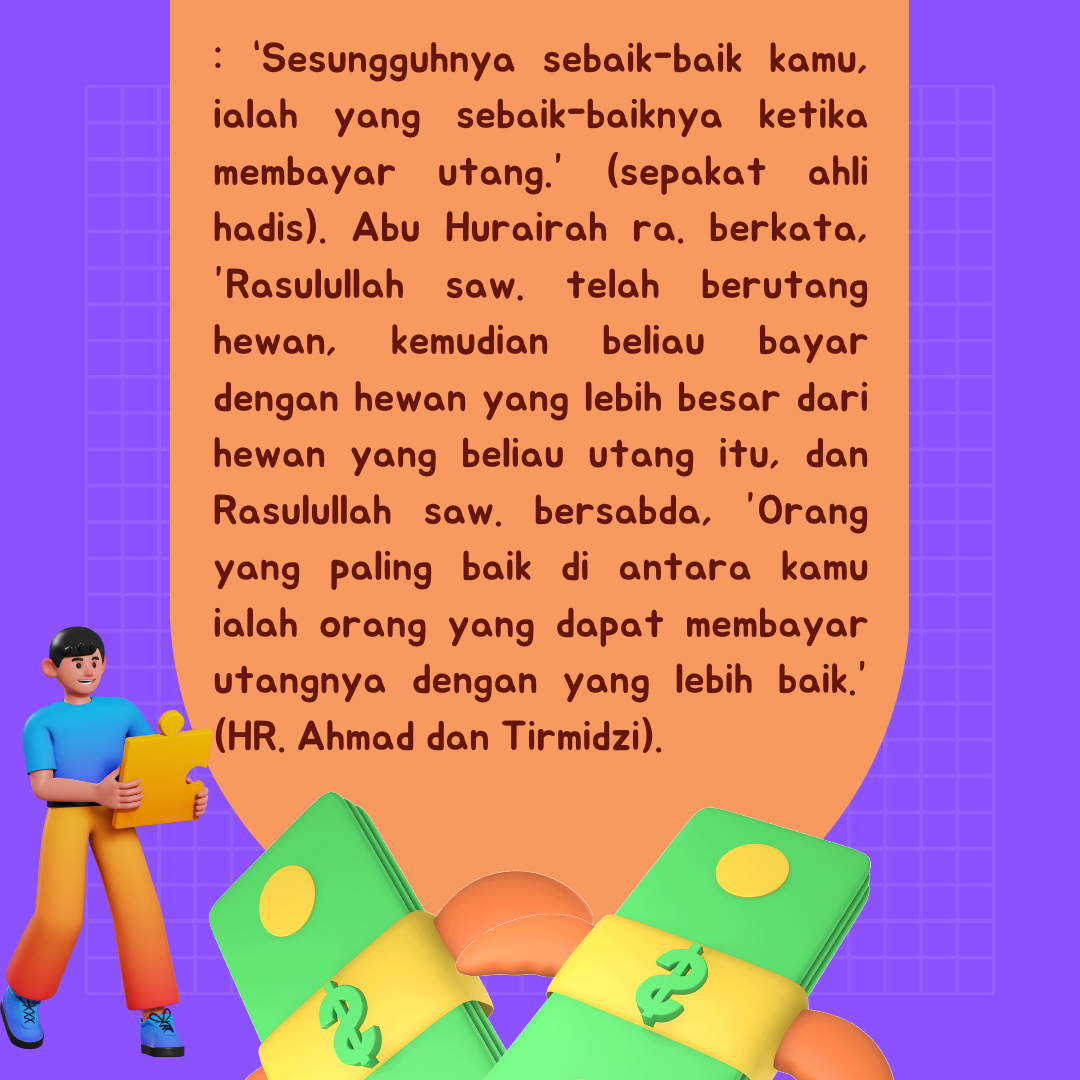 : 'Sesungguhnya sebaik-baik kamu,
ialah yang sebaik-baiknya ketika
membayar utang.' (sepakat ahli
hadis). Abu Hurairah ra. berkata,
'Rasulullah saw. telah berutang
hewan, kemudian beliau bayar
dengan hewan yang lebih besar dari
hewan yang beliau utang itu, dan
Rasulullah saw. bersabda, 'Orang
yang paling baik di antara kamu
ialah orang yang dapat membayar
utangnya dengan yang lebih baik.'
(HR. Ahmad dan Tirmidzi).
$
$